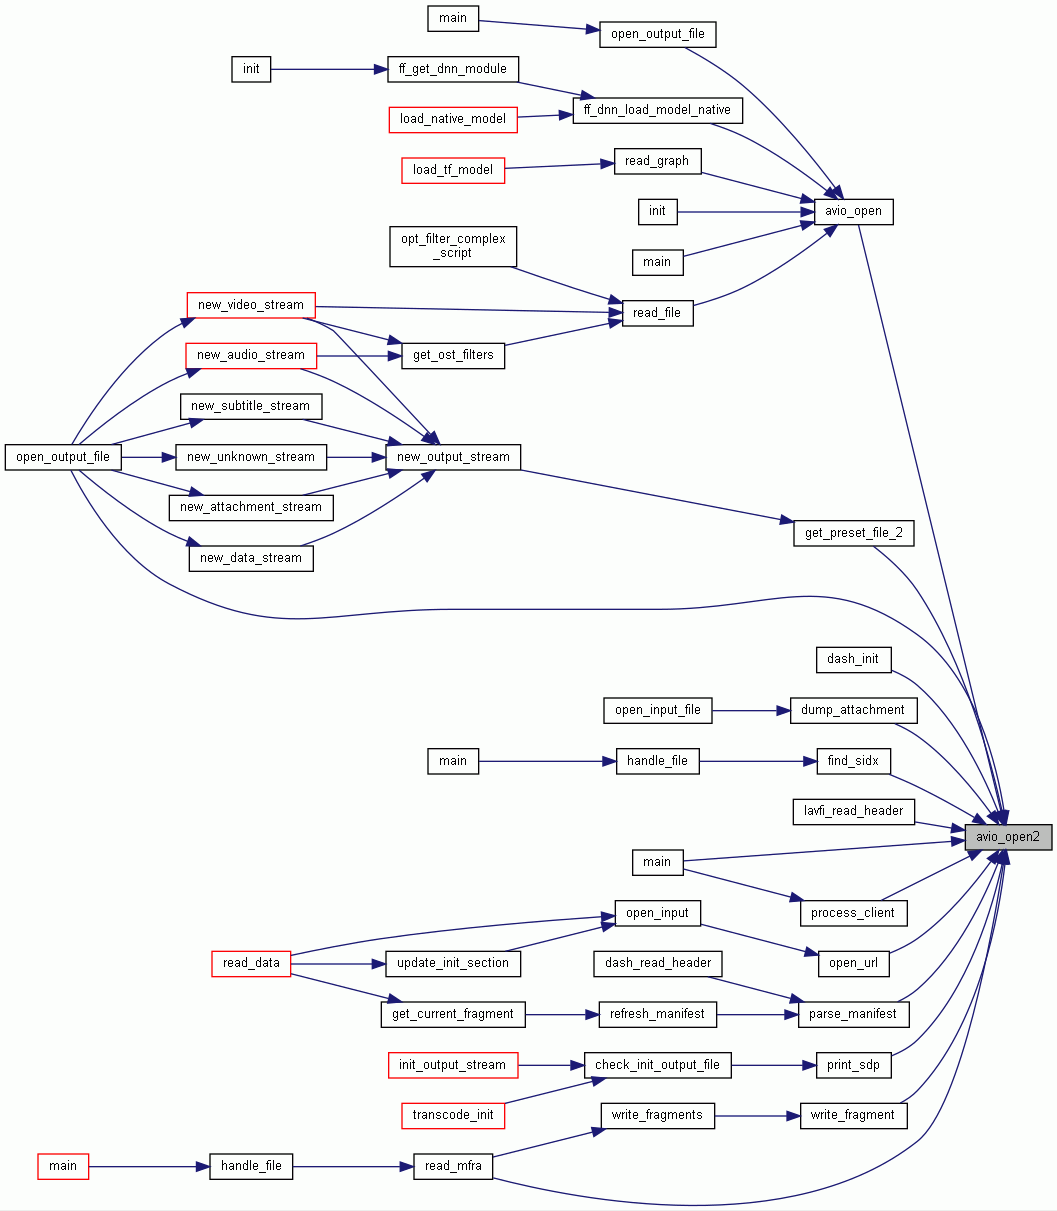 main
open_output_file
init
ff_get_dnn_module
ff_dnn_load_model_native
load_native_model
read_graph
load_tf_model
init
avio_open
opt_filter_complex
_script
main
new_video_stream
read_file
new_audio_stream
get_ost_filters
new_subtitle_stream
open_output_file
new_unknown_stream
new_output_stream
new_attachment_stream
get_preset_file_2
new_data_stream
dash_init
open_input_file
dump_attachment
main
handle_file
find_sidx
lavfi_read_header
avio_open2
main
process_client
open_input
read_data
update_init_section
dash_read_header
open_url
get_current_fragment
refresh_manifest
parse_manifest
init_output_stream
check_init_output_file
print_sdp
transcode_init
write_fragments
write_fragment
main
handle_file
read_mfra